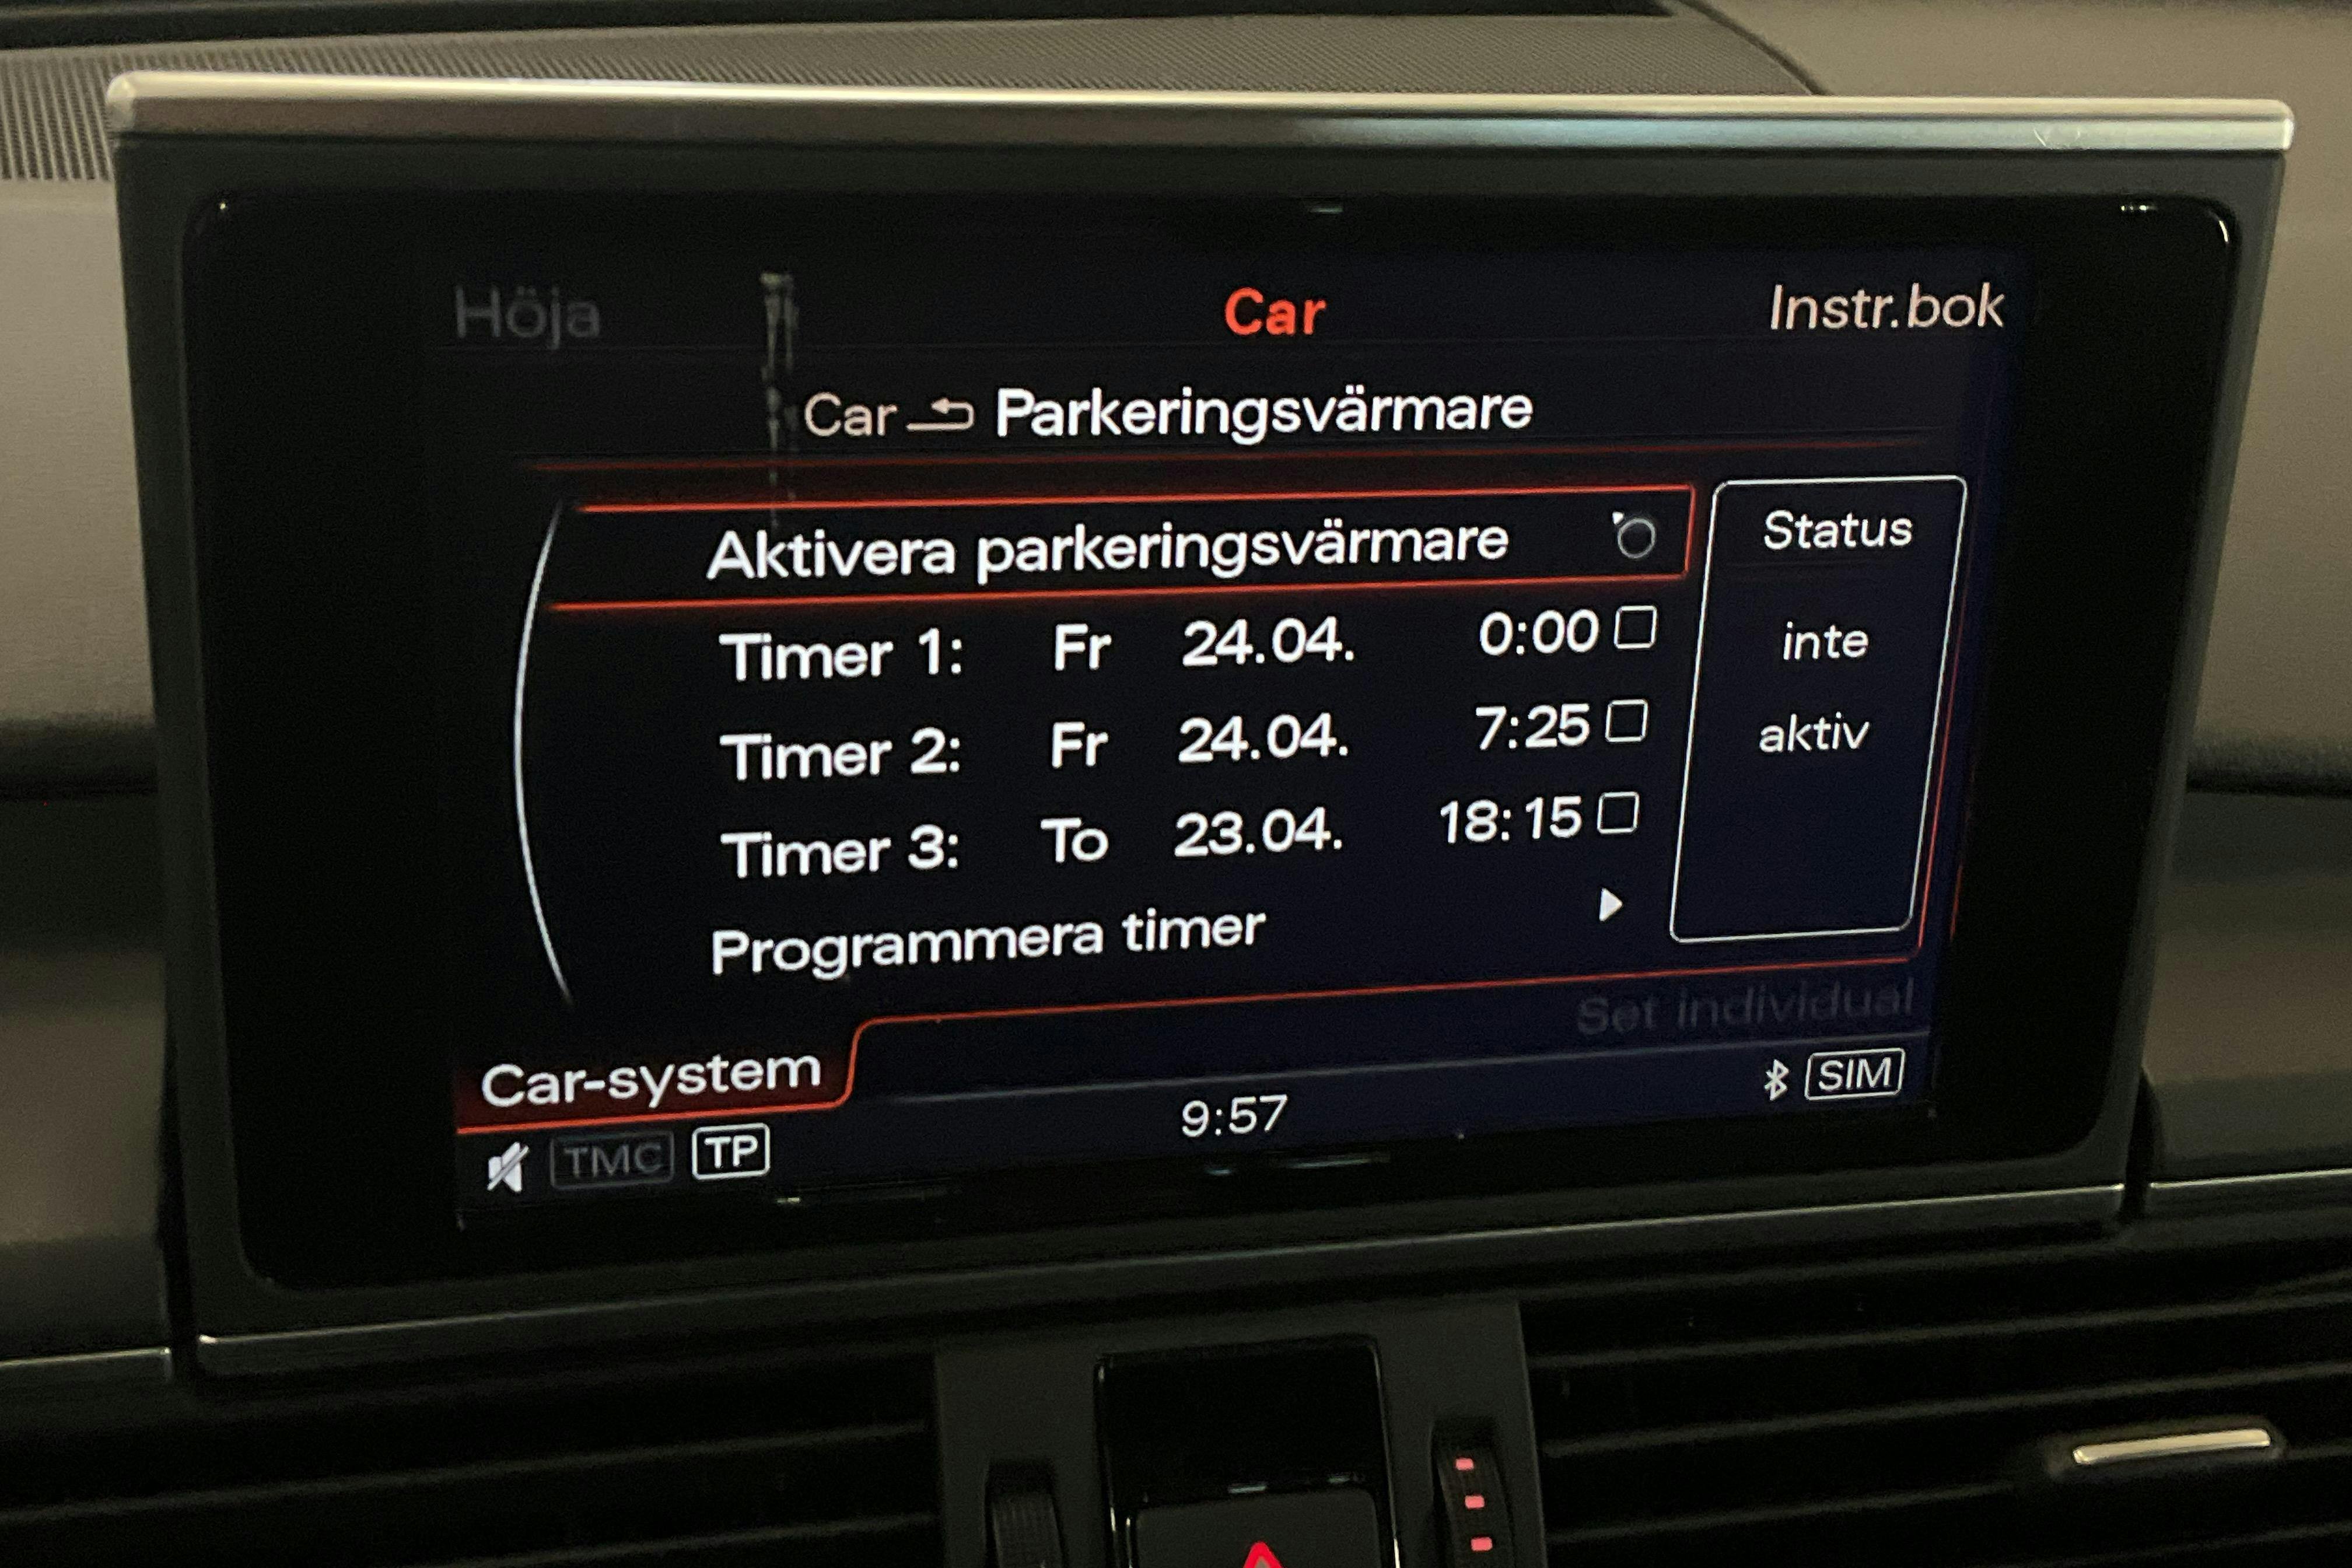 Höja Car Instr.bok
Car Parkeringsvärmare
Aktivera parkeringsvärmare
Timer 1: Fr 24.04. 0:00
Timer 2: Fr 24.04. 7:25
Timer 3: To 23.04. 18:15
Programmera timer
Status
inte
aktiv
Set individual
Car-system
TMC TP 9:57 SIM